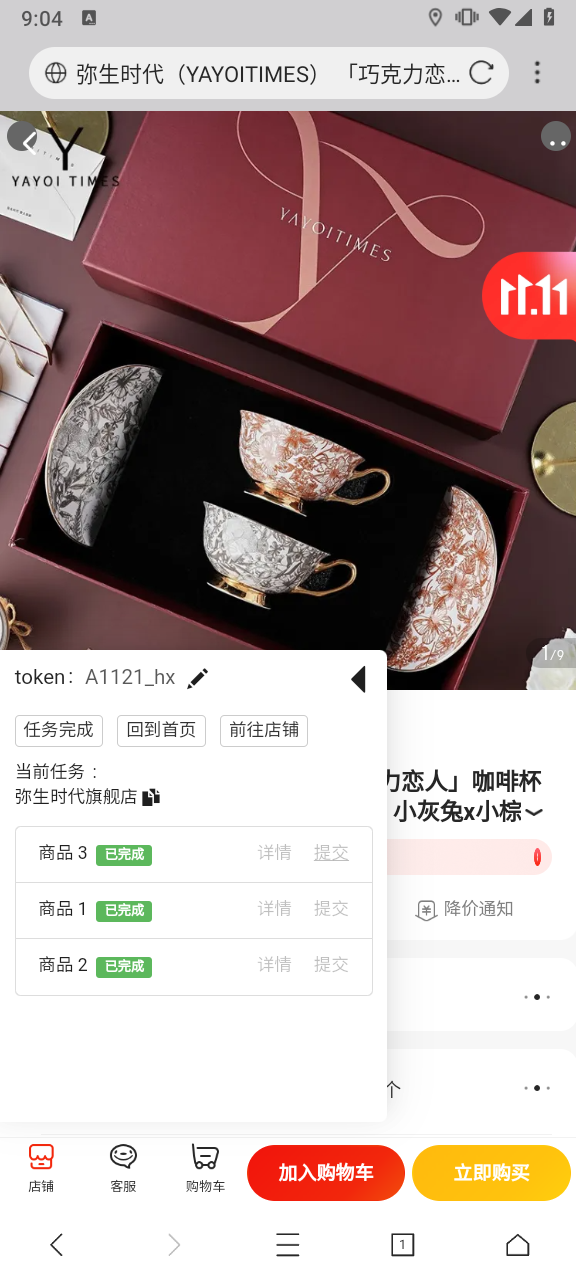 9:04
弥生时代（YAYOITIMES）「巧克力恋...
YAYOI TIMES
YAYOITIMES
11.11
1/9
token：A1121_hx
任务完成 回到首页 前往店铺
当前任务：
弥生时代旗舰店
商品 3 已完成 详情 提交
商品 1 已完成 详情 提交
商品 2 已完成 详情 提交
力恋人」咖啡杯
小灰兔x小棕
降价通知
个
店铺 客服 购物车 加入购物车 立即购买
1